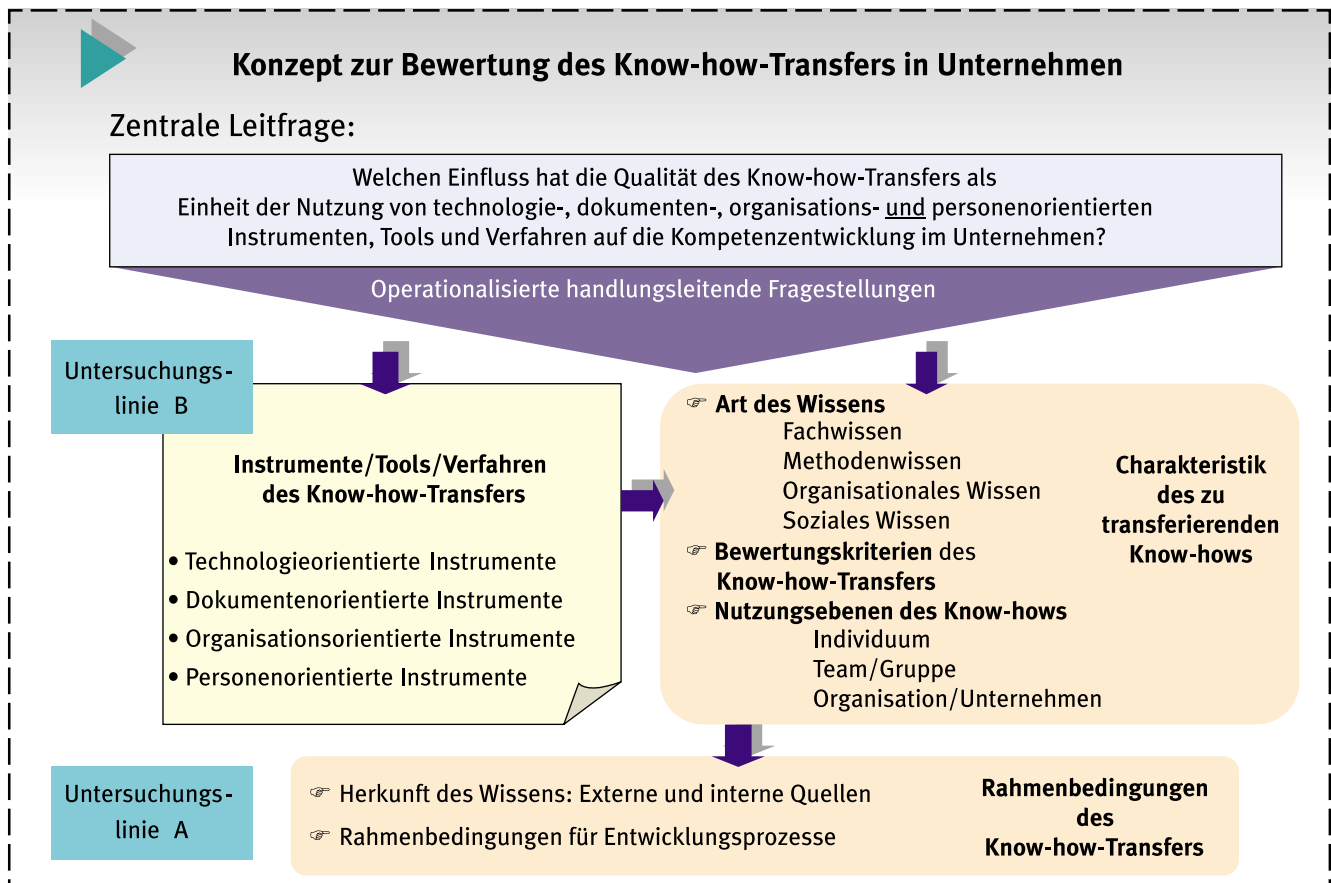 Konzept zur Bewertung des Know-how-Transfers in Unternehmen
Zentrale Leitfrage:
Welchen Einfluss hat die Qualität des Know-how-Transfers als
Einheit der Nutzung von technologie-, dokumenten-, organisations- und personenorientierten
Instrumenten, Tools und Verfahren auf die Kompetenzentwicklung im Unternehmen?
Operationalisierte handlungsleitende Fragestellungen
Untersuchungs-
linie B
Instrumente/Tools/Verfahren
des Know-how-Transfers
• Technologieorientierte Instrumente
• Dokumentenorientierte Instrumente
• Organisationsorientierte Instrumente
• Personenorientierte Instrumente
☞ Art des Wissens
Fachwissen
Methodenwissen
Organisationales Wissen
Soziales Wissen
☞ Bewertungskriterien des
Know-how-Transfers
☞ Nutzungsebenen des Know-hows
Individuum
Team/Gruppe
Organisation/Unternehmen
Charakteristik
des zu
transferierenden
Know-hows
Untersuchungs-
linie A
☞ Herkunft des Wissens: Externe und interne Quellen
☞ Rahmenbedingungen für Entwicklungsprozesse
Rahmenbedingungen
des
Know-how-Transfers